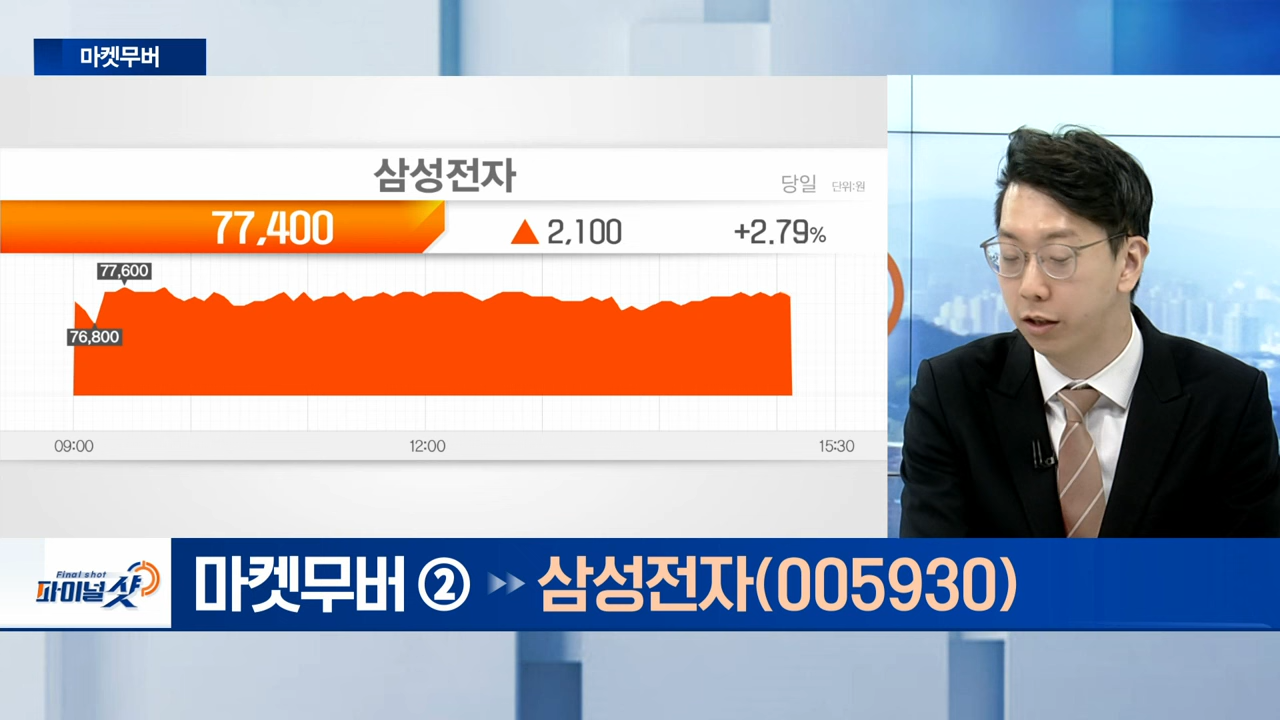 마켓무버
삼성전자
당일 단위:원
77,400 ▲ 2,100 +2.79%
77,600
76,800
09:00 12:00 15:30
Final shot
파이널샷
마켓무버 ② 삼성전자(005930)